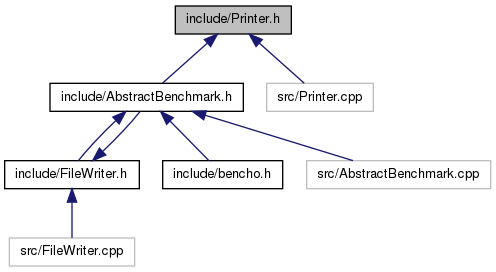 include/Printer.h
include/AbstractBenchmark.h
src/Printer.cpp
include/FileWriter.h
include/bencho.h
src/AbstractBenchmark.cpp
src/FileWriter.cpp